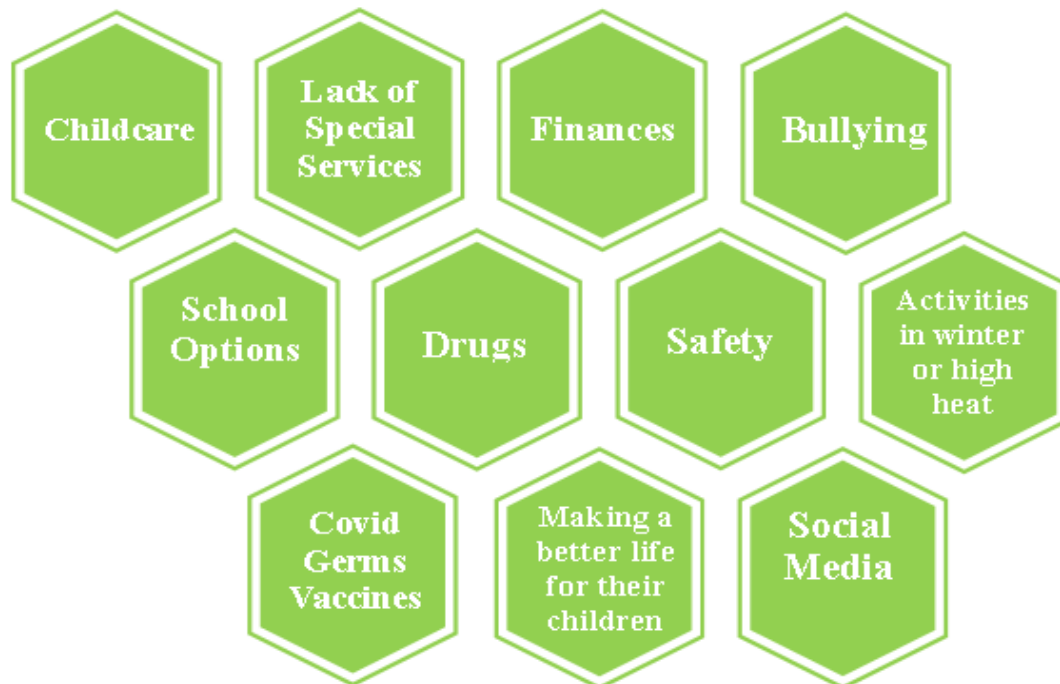 Childcare
Lack of
Special
Services
Finances
Bullying
School
Options
Drugs
Safety
Activities
in winter
or high
heat
Covid
Germs
Vaccines
Making a
better life
for their
children
Social
Media